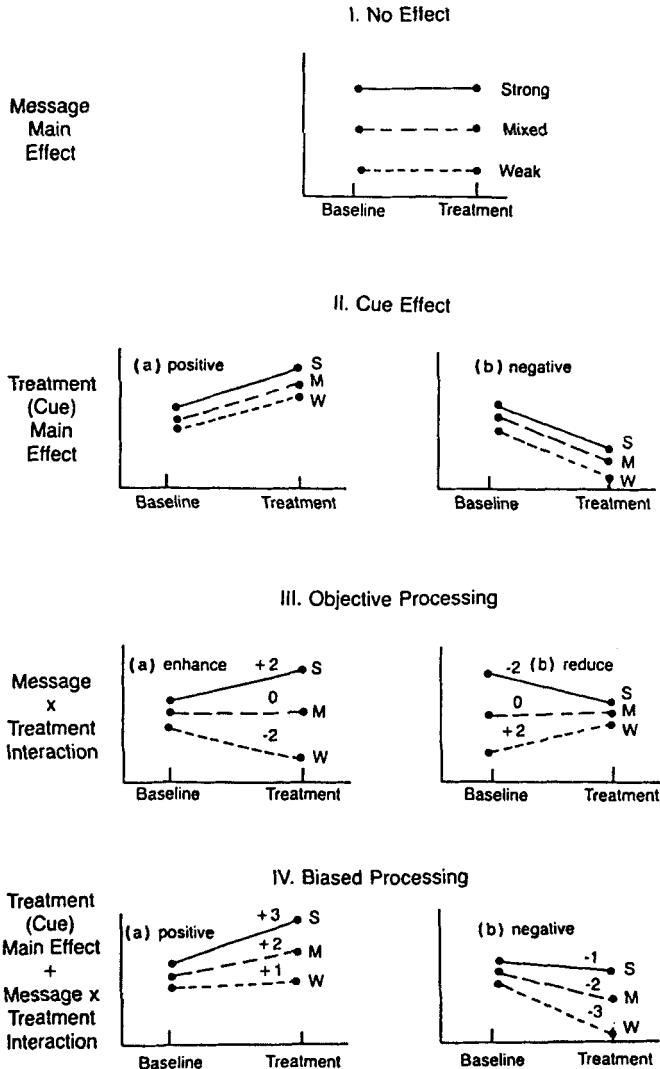 I. No Effect
Message
Main
Effect
Strong
Mixed
Weak
Baseline Treatment
II. Cue Effect
Treatment
(Cue)
Main
Effect
(a) positive
S
M
W
Baseline Treatment
(b) negative
S
M
W
Baseline Treatment
III. Objective Processing
Message
x
Treatment
Interaction
(a) enhance
+2 S
0 M
-2 W
Baseline Treatment
(b) reduce
-2 S
0 M
+2 W
Baseline Treatment
IV. Biased Processing
Treatment
(Cue)
Main Effect
+
Message x
Treatment
Interaction
(a) positive
+3 S
+2 M
+1 W
Baseline Treatment
(b) negative
-1 S
-2 M
-3 W
Baseline Treatment